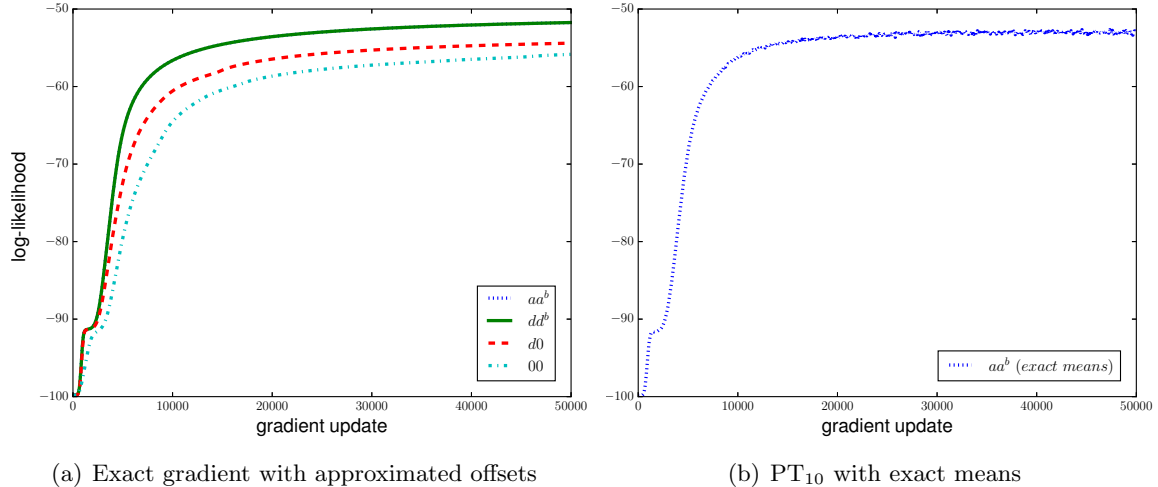 −50
−60
−70
−80
−90
−100
log-likelihood
0
10000
20000
30000
40000
50000
gradient update
aa^b
dd^b
d0
00
(a) Exact gradient with approximated offsets
−50
−60
−70
−80
−90
−100
0
10000
20000
30000
40000
50000
gradient update
aa^b (exact means)
(b) PT₁₀ with exact means